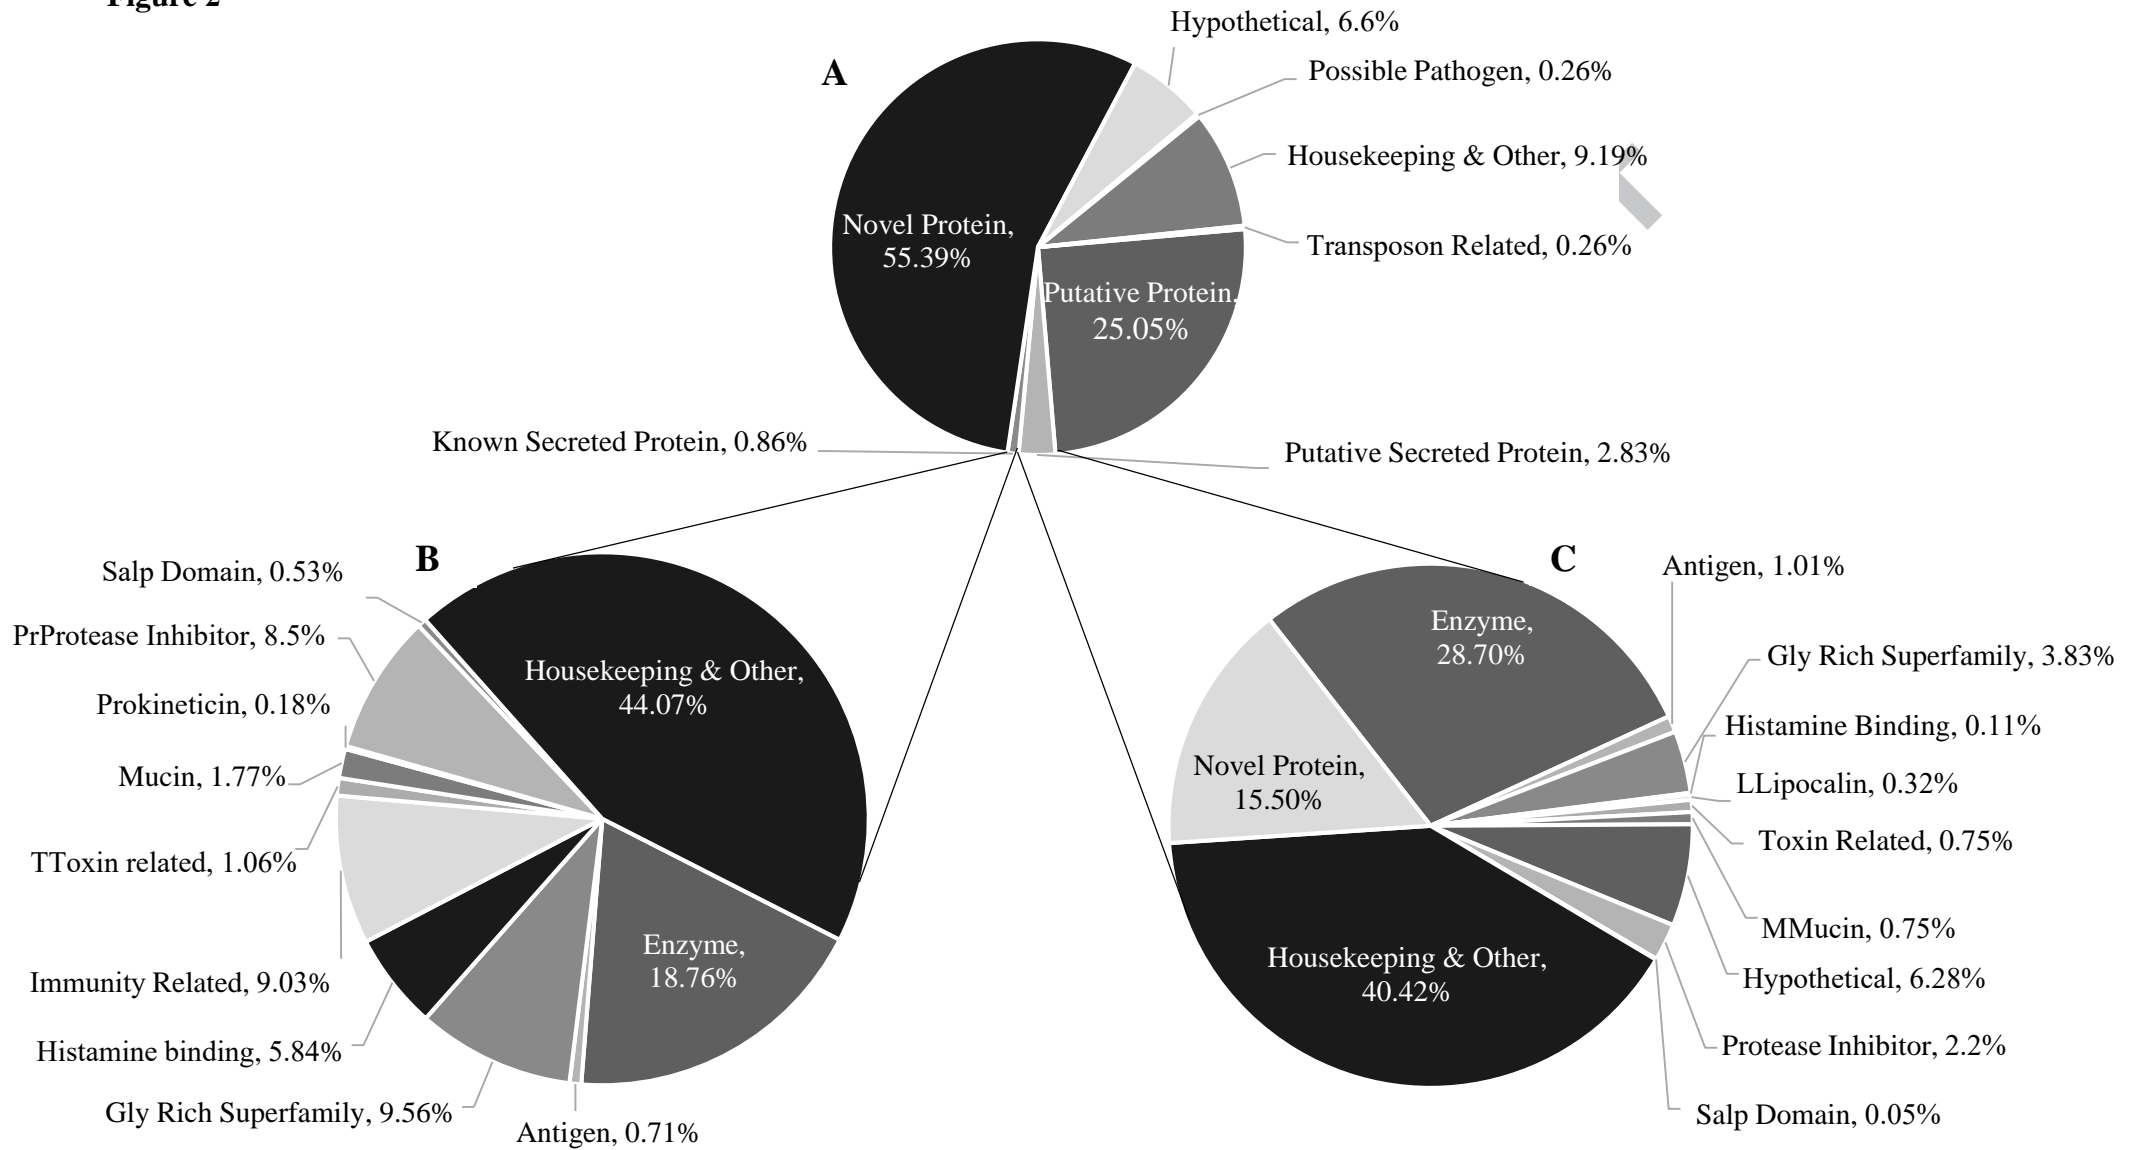 Figure 2
Hypothetical, 6.6%
A
Possible Pathogen, 0.26%
Housekeeping & Other, 9.19%
Novel Protein,
55.39%
Transposon Related, 0.26%
Putative Protein,
25.05%
Known Secreted Protein, 0.86%
Putative Secreted Protein, 2.83%
B
Salp Domain, 0.53%
PrProtease Inhibitor, 8.5%
Housekeeping & Other,
44.07%
Prokineticin, 0.18%
Mucin, 1.77%
TToxin related, 1.06%
Enzyme,
18.76%
Immunity Related, 9.03%
Histamine binding, 5.84%
Gly Rich Superfamily, 9.56%
Antigen, 0.71%
C
Antigen, 1.01%
Enzyme,
28.70%
Gly Rich Superfamily, 3.83%
Histamine Binding, 0.11%
Novel Protein,
15.50%
LLipocalin, 0.32%
Toxin Related, 0.75%
MMucin, 0.75%
Housekeeping & Other,
40.42%
Hypothetical, 6.28%
Protease Inhibitor, 2.2%
Salp Domain, 0.05%